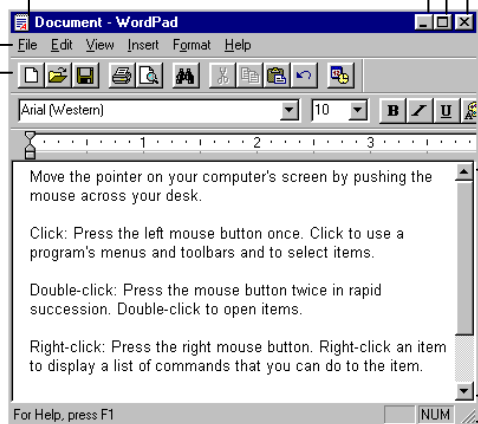 Document - WordPad
File Edit View Insert Format Help
Arial (Western) 10 B I U
1 2 3
Move the pointer on your computer's screen by pushing the
mouse across your desk.
Click: Press the left mouse button once. Click to use a
program's menus and toolbars and to select items.
Double-click: Press the mouse button twice in rapid
succession. Double-click to open items.
Right-click: Press the right mouse button. Right-click an item
to display a list of commands that you can do to the item.
For Help, press F1 NUM